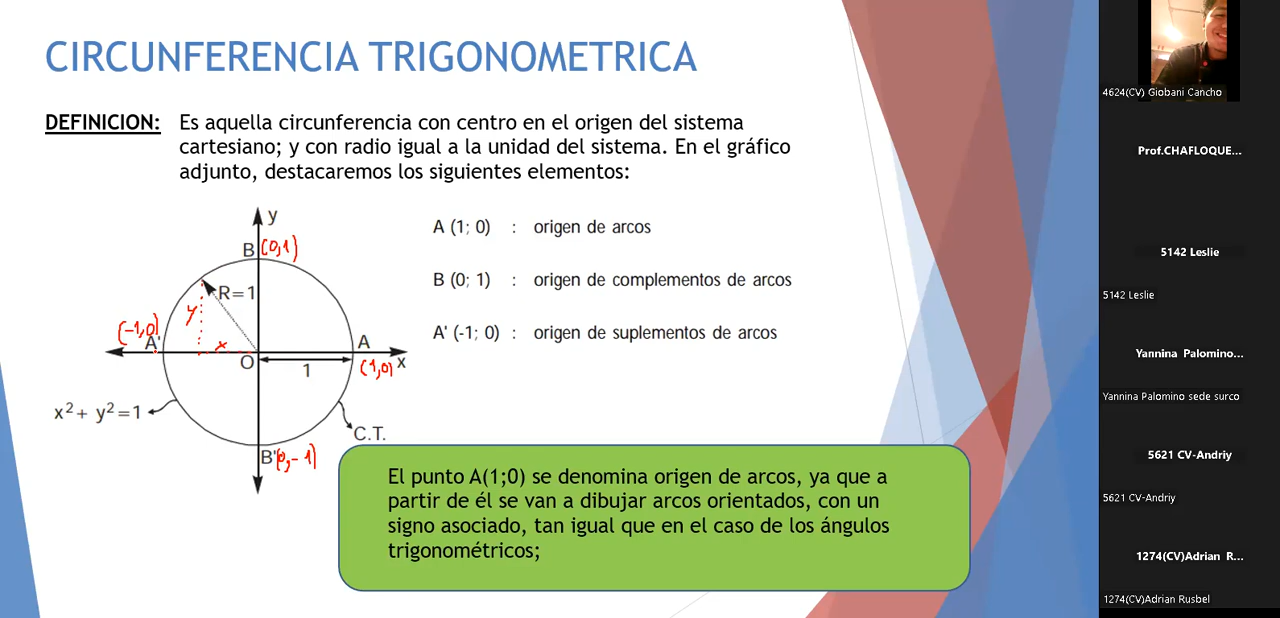 CIRCUNFERENCIA TRIGONOMETRICA
DEFINICION: Es aquella circunferencia con centro en el origen del sistema
cartesiano; y con radio igual a la unidad del sistema. En el gráfico
adjunto, destacaremos los siguientes elementos:
y
B (0,1)
R=1
y
(-1,0)
A'
x
O
1
A
(1,0)
x
x²+ y²=1
C.T.
B' (0,-1)
A (1; 0) : origen de arcos
B (0; 1) : origen de complementos de arcos
A' (-1; 0) : origen de suplementos de arcos
El punto A(1;0) se denomina origen de arcos, ya que a
partir de él se van a dibujar arcos orientados, con un
signo asociado, tan igual que en el caso de los ángulos
trigonométricos;
4624(CV) Giobani Cancho
Prof.CHAFLOQUE...
5142 Leslie
5142 Leslie
Yannina Palomino...
Yannina Palomino sede surco
5621 CV-Andriy
5621 CV-Andriy
1274(CV)Adrian R...
1274(CV)Adrian Rusbel